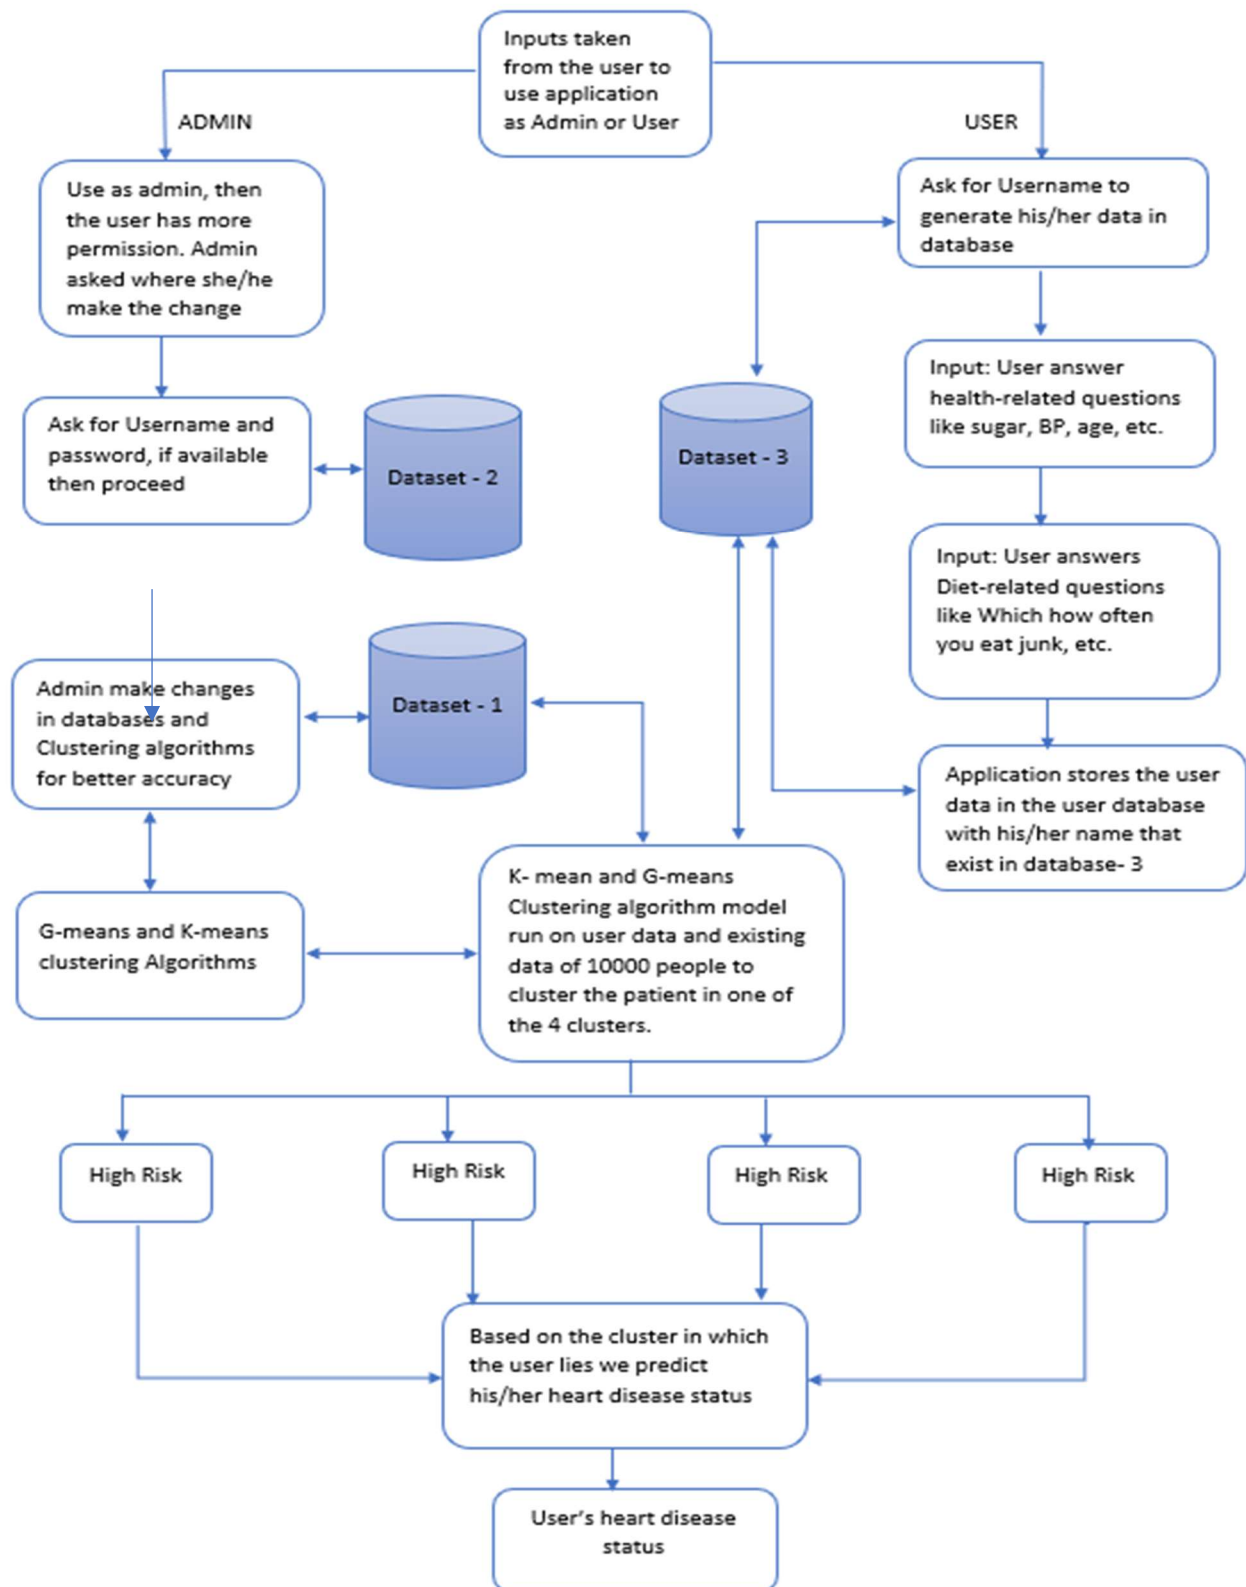 Inputs taken
from the user to
use application
as Admin or User
ADMIN
USER
Use as admin, then
the user has more
permission. Admin
asked where she/he
make the change
Ask for Username to
generate his/her data in
database
Ask for Username and
password, if available
then proceed
Dataset - 2
Dataset - 3
Input: User answer
health-related questions
like sugar, BP, age, etc.
Input: User answers
Diet-related questions
like Which how often
you eat junk, etc.
Admin make changes
in databases and
Clustering algorithms
for better accuracy
Dataset - 1
Application stores the user
data in the user database
with his/her name that
exist in database- 3
G-means and K-means
clustering Algorithms
K- mean and G-means
Clustering algorithm model
run on user data and existing
data of 10000 people to
cluster the patient in one of
the 4 clusters.
High Risk
High Risk
High Risk
High Risk
Based on the cluster in which
the user lies we predict
his/her heart disease status
User's heart disease
status